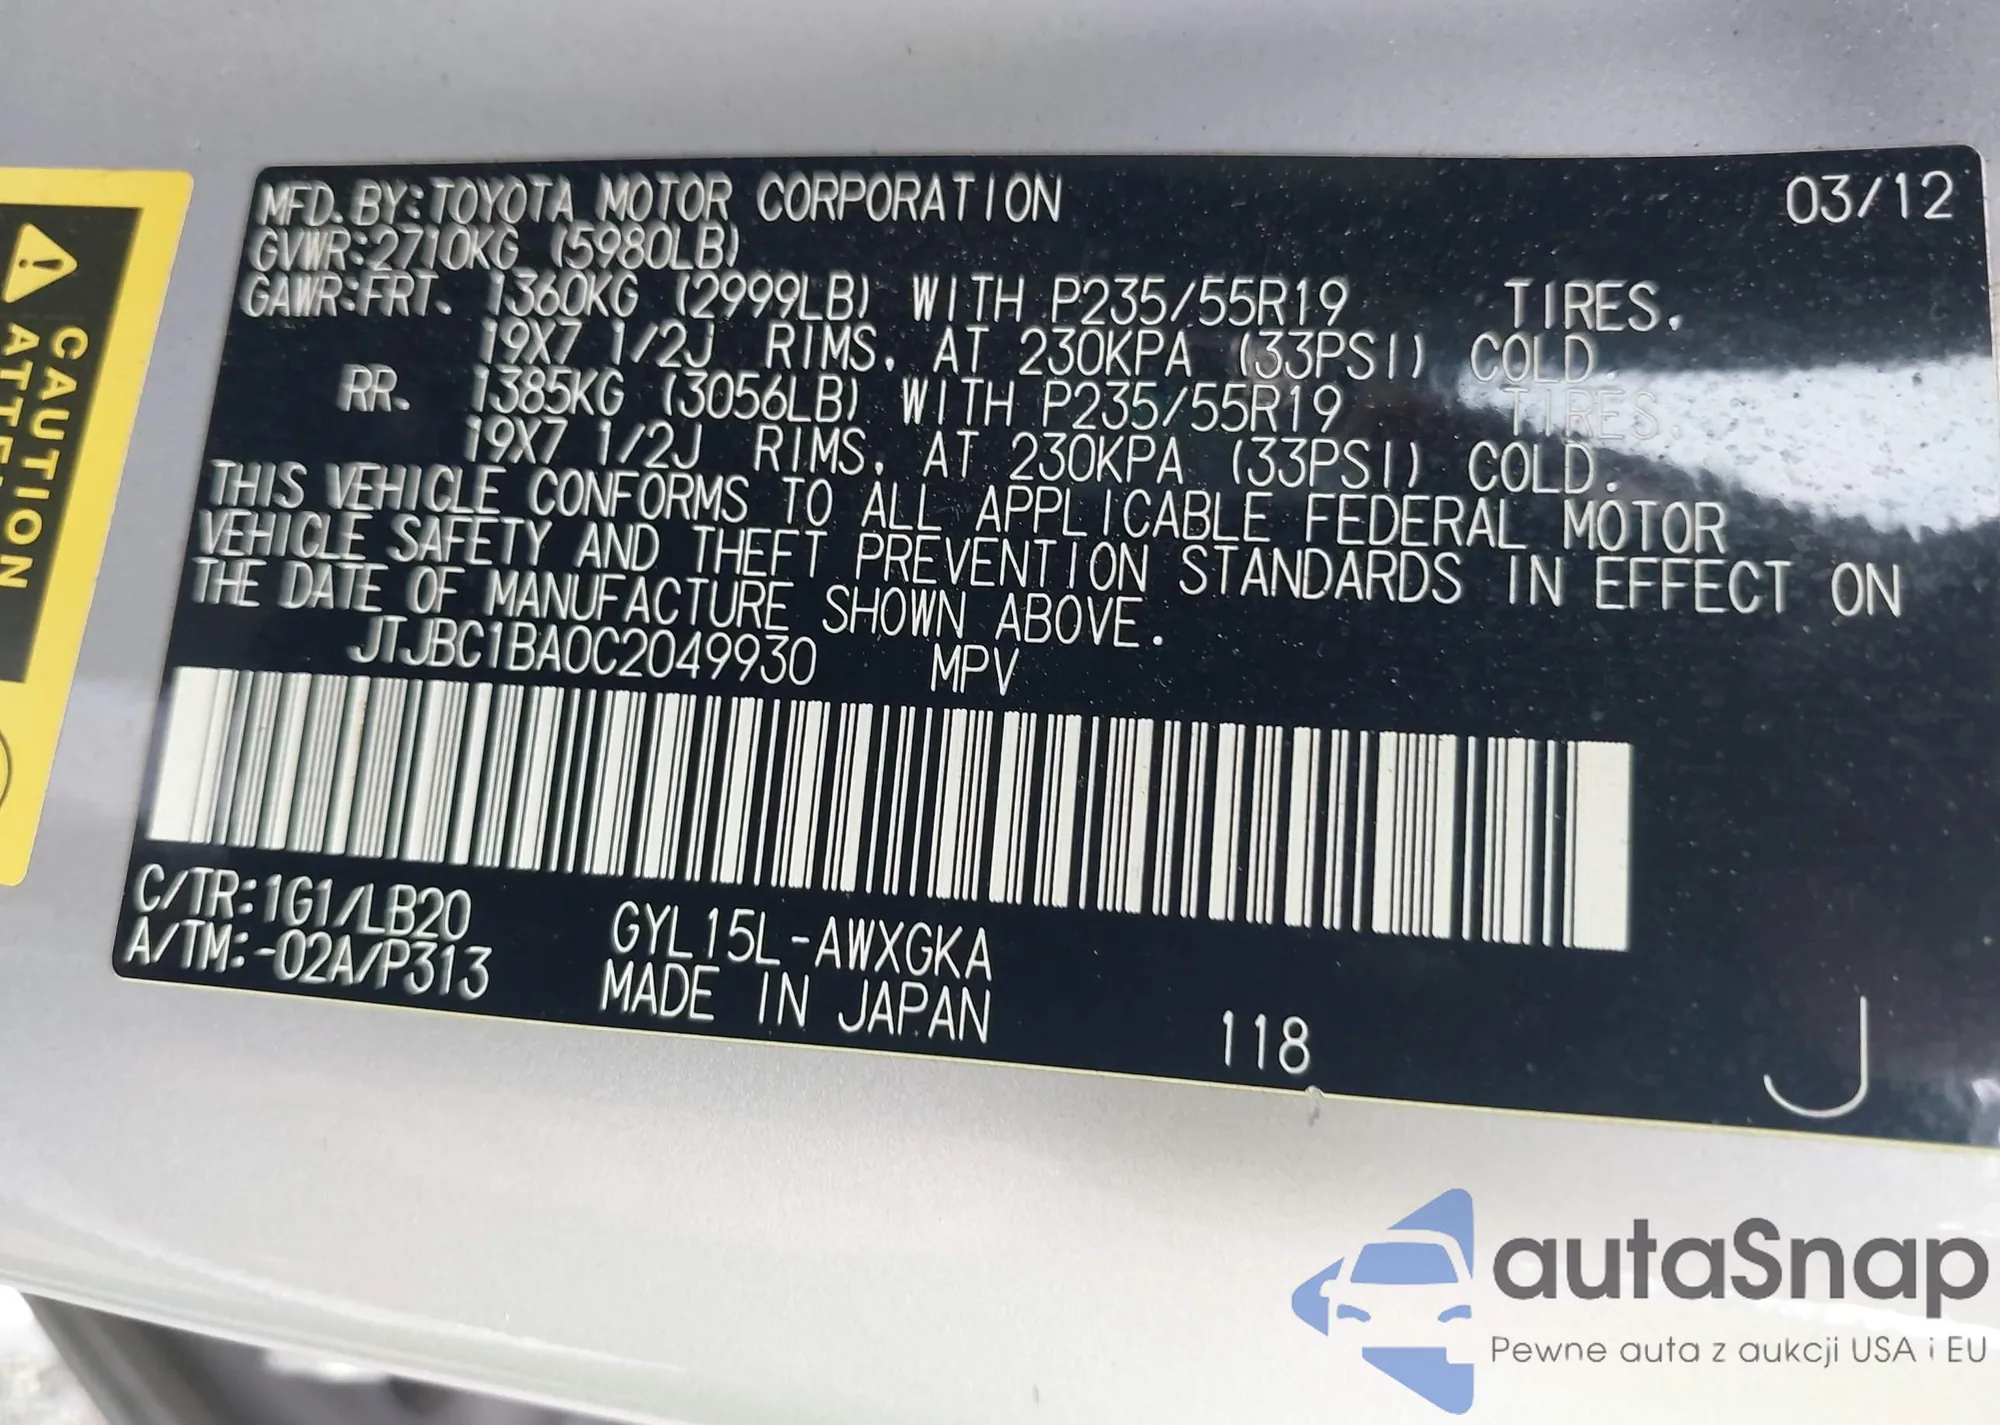 MFD. BY: TOYOTA MOTOR CORPORATION 03/12
GVWR:2710KG (5980LB)
GAWR:FRT. 1360KG (2999LB) WITH P235/55R19 TIRES,
19X7 1/2J RIMS, AT 230KPA (33PSI) COLD
RR. 1385KG (3056LB) WITH P235/55R19 TIRES,
19X7 1/2J RIMS, AT 230KPA (33PSI) COLD.
THIS VEHICLE CONFORMS TO ALL APPLICABLE FEDERAL MOTOR
VEHICLE SAFETY AND THEFT PREVENTION STANDARDS IN EFFECT ON
THE DATE OF MANUFACTURE SHOWN ABOVE.
JTJBC1BA0C2049930 MPV
C/TR:1G1/LB20
A/TM:-02A/P313
GYL15L-AWXGKA
MADE IN JAPAN
118
J
CAUTION
autaSnap
Pewne auta z aukcji USA i EU